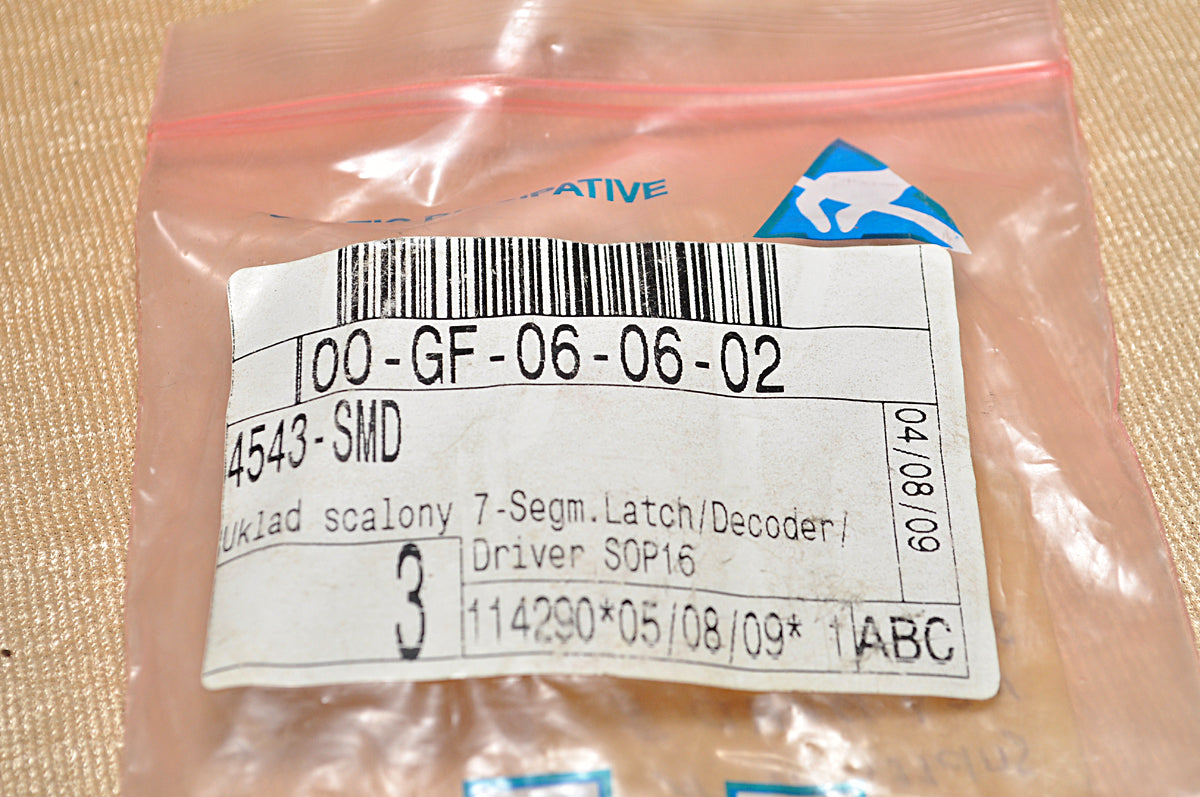 PATIVE
00-GF-06-06-02
4543-SMD
04/08/09
Uklad scalony 7-Segm.Latch/Decoder/
Driver SOP16
3
114290*05/08/09* 1
ABC